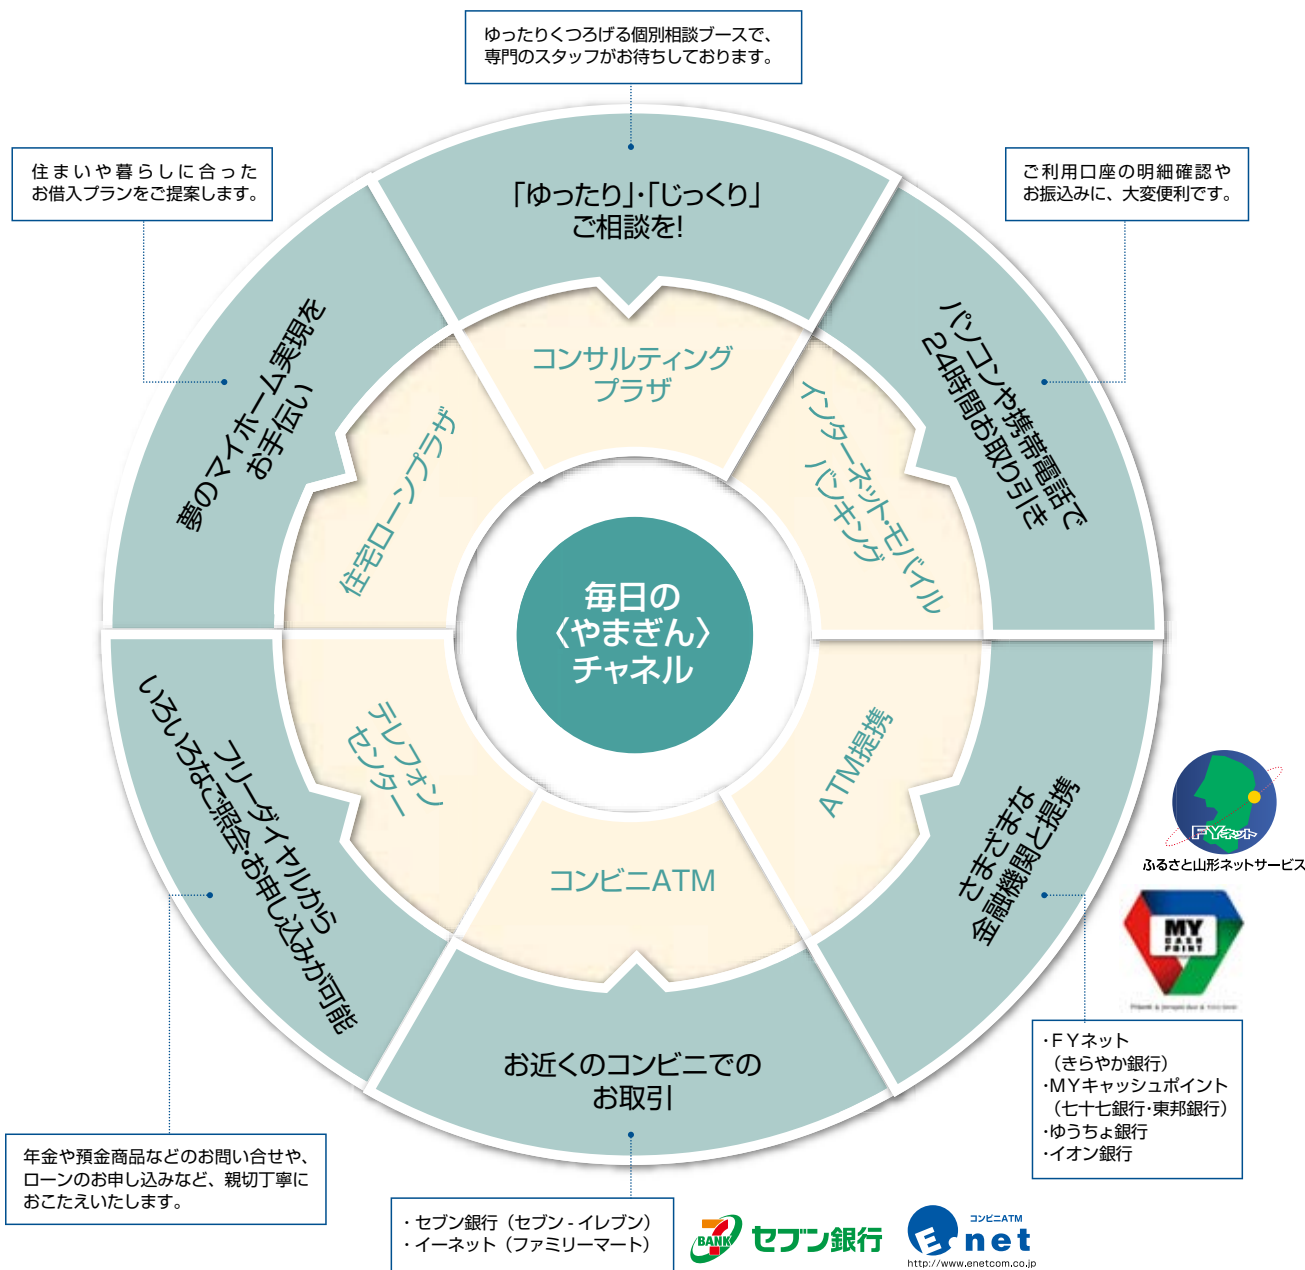 ゆったりくつろげる個別相談ブースで、
専門のスタッフがお待ちしております。
住まいや暮らしに合った
お借入プランをご提案します。
ご利用口座の明細確認や
お振込みに、大変便利です。
「ゆったり」・「じっくり」
ご相談を!
コンサルティング
プラザ
夢のマイホーム実現を
お手伝い
住宅ローンプラザ
パソコンや携帯電話で
24時間お取り引き
インターネット・モバイル
バンキング
毎日の
〈やまぎん〉
チャネル
フリーダイヤルから
いろいろなご照会・お申し込みが可能
テレフォン
センター
ATM提携
さまざまな
金融機関と提携
コンビニATM
お近くのコンビニでの
お取引
FYネット
ふるさと山形ネットサービス
MY
CASH
POINT
・FYネット
（きらやか銀行）
・MYキャッシュポイント
（七十七銀行・東邦銀行）
・ゆうちょ銀行
・イオン銀行
年金や預金商品などのお問い合せや、
ローンのお申し込みなど、親切丁寧に
おこたえいたします。
・セブン銀行（セブン‐イレブン）
・イーネット（ファミリーマート）
7
BANK
セブン銀行
コンビニATM
E net
http://www.enetcom.co.jp